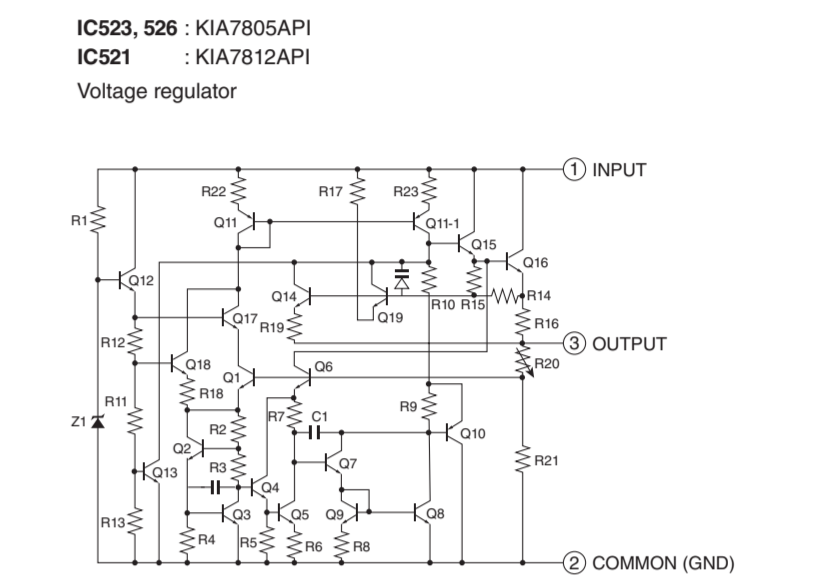 IC523, 526 : KIA7805API
IC521 : KIA7812API
Voltage regulator
1 INPUT
R22 R17 R23
R1 Q11 Q11-1
Q15
Q12 Q16
Q14 R10 R15 R14
Q17 R19 Q19 R16
R12 3 OUTPUT
Q18 Q1 Q6 R20
R18
R11 R9
Z1 R2 R7 C1 Q10
Q2
R3 Q7 R21
Q13 Q4
R13 Q3 Q5 Q9 Q8
R4 R5 R6 R8
2 COMMON (GND)